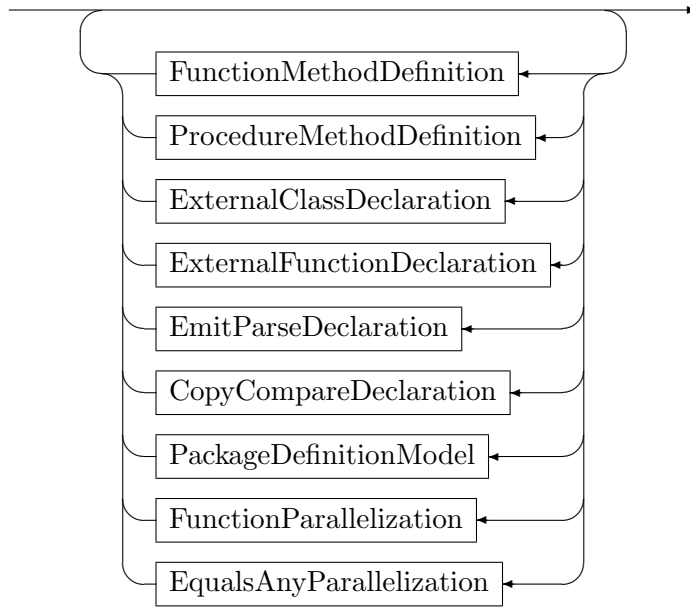 FunctionMethodDefinition
ProcedureMethodDefinition
ExternalClassDeclaration
ExternalFunctionDeclaration
EmitParseDeclaration
CopyCompareDeclaration
PackageDefinitionModel
FunctionParallelization
EqualsAnyParallelization